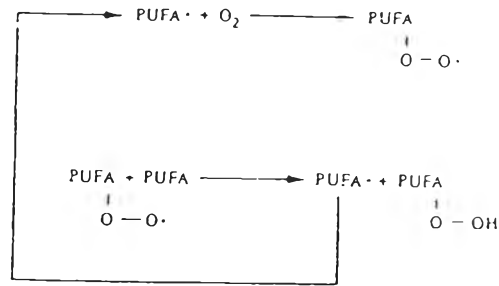 PUFA· + O₂ PUFA
O – O·
PUFA + PUFA PUFA· + PUFA
O – O· O – OH